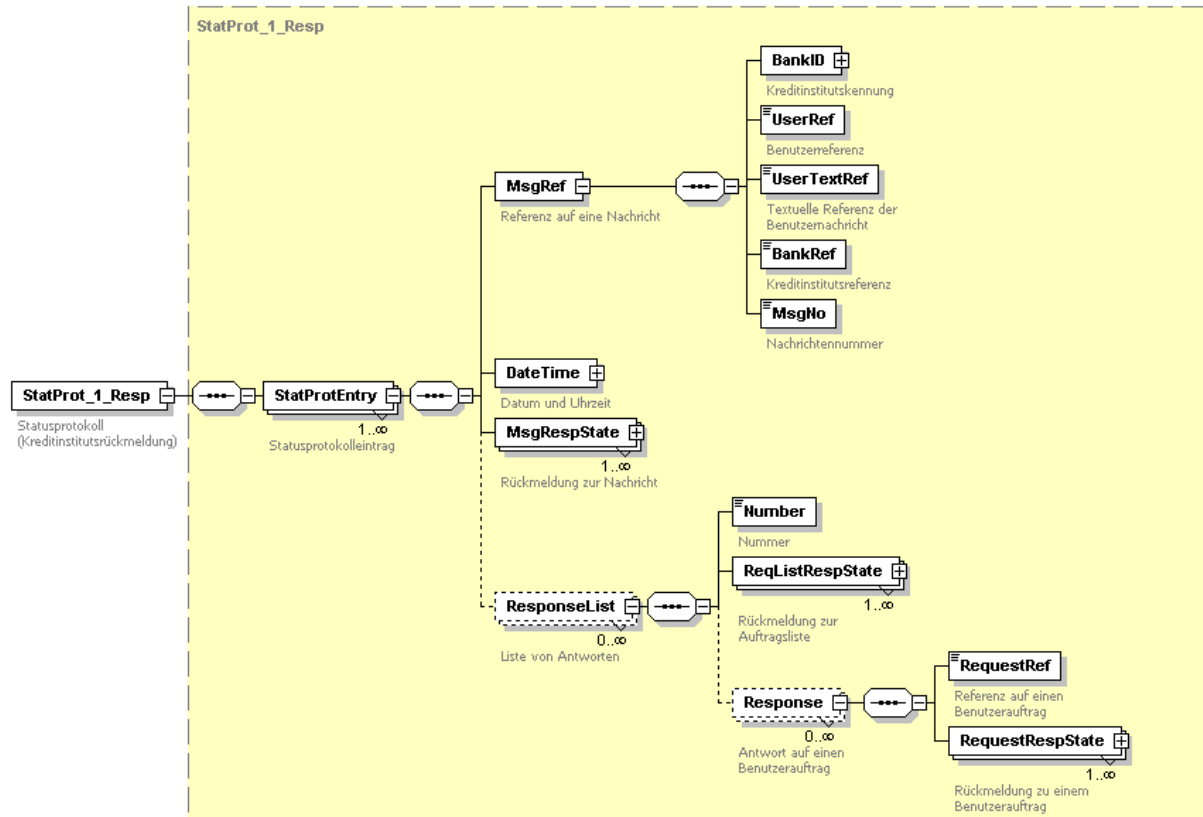 StatProt_1_Resp
BankID
Kreditinstitutskennung
UserRef
Benutzerreferenz
MsgRef
Referenz auf eine Nachricht
UserTextRef
Textuelle Referenz der
Benutzernachricht
BankRef
Kreditinstitutsreferenz
MsgNo
Nachrichtennummer
StatProt_1_Resp
Statusprotokoll
(Kreditinstitutsrückmeldung)
StatProtEntry
1..∞
Statusprotokolleintrag
DateTime
Datum und Uhrzeit
MsgRespState
1..∞
Rückmeldung zur Nachricht
Number
Nummer
ReqListRespState
1..∞
Rückmeldung zur
Auftragsliste
ResponseList
0..∞
Liste von Antworten
Response
0..∞
Antwort auf einen
Benutzerauftrag
RequestRef
Referenz auf einen
Benutzerauftrag
RequestRespState
1..∞
Rückmeldung zu einem
Benutzerauftrag